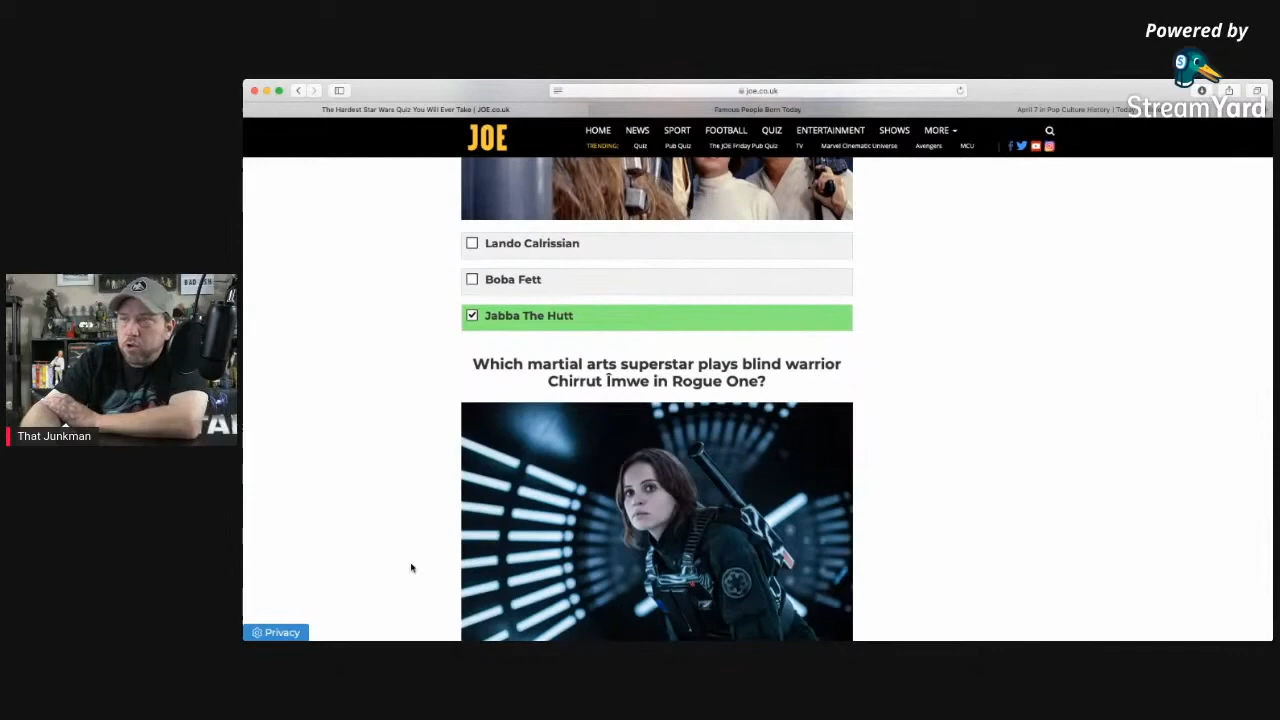 Powered by
StreamYard
joe.co.uk
The Hardest Star Wars Quiz You Will Ever Take | JOE.co.uk
Famous People Born Today
April 7 in Pop Culture History | Today
JOE
HOME NEWS SPORT FOOTBALL QUIZ ENTERTAINMENT SHOWS MORE
TRENDING: Quiz Pub Quiz The JOE Friday Pub Quiz TV Marvel Cinematic Universe Avengers MCU
Lando Calrissian
Boba Fett
Jabba The Hutt
Which martial arts superstar plays blind warrior
Chirrut Îmwe in Rogue One?
That Junkman
Privacy